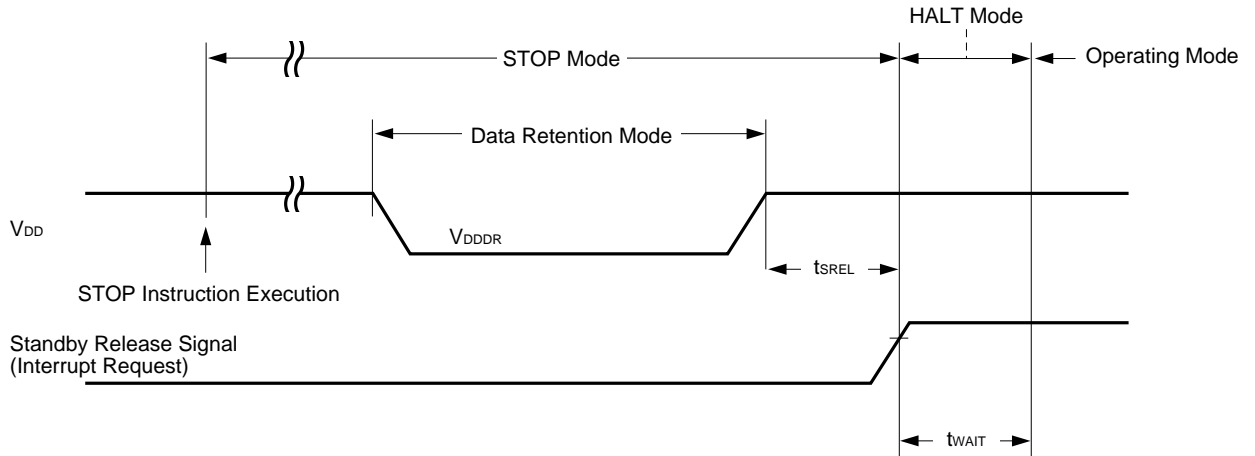 HALT Mode
STOP Mode
Operating Mode
Data Retention Mode
VDD
VDDDR
tSREL
STOP Instruction Execution
Standby Release Signal
(Interrupt Request)
tWAIT